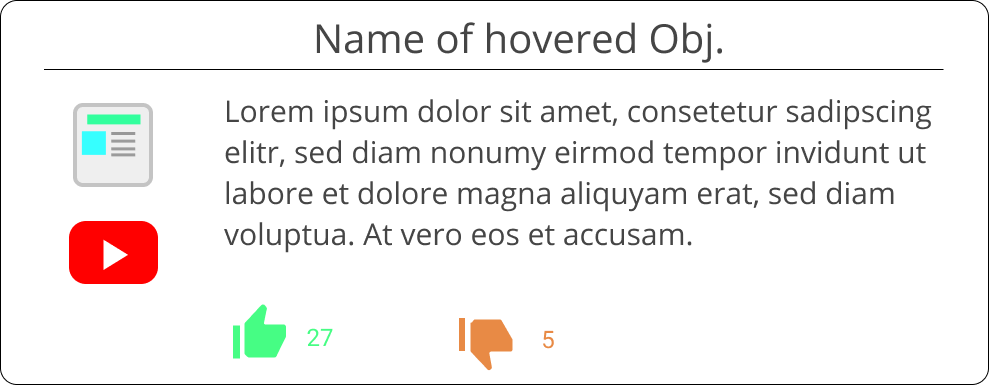 Name of hovered Obj.
Lorem ipsum dolor sit amet, consetetur sadipscing
elitr, sed diam nonumy eirmod tempor invidunt ut
labore et dolore magna aliquyam erat, sed diam
voluptua. At vero eos et accusam.
27 5